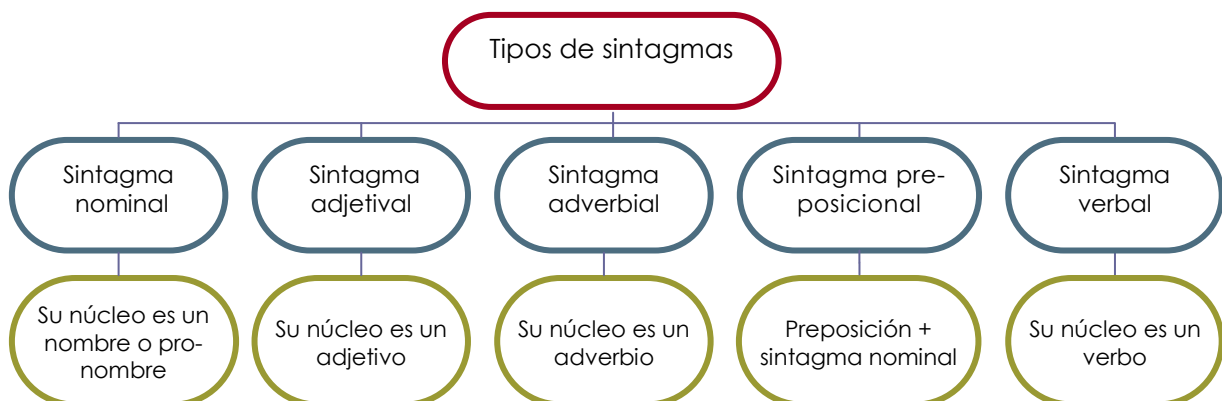 Tipos de sintagmas
Sintagma
nominal
Sintagma
adjetival
Sintagma
adverbial
Sintagma pre-
posicional
Sintagma
verbal
Su núcleo es un
nombre o pro-
nombre
Su núcleo es un
adjetivo
Su núcleo es un
adverbio
Preposición +
sintagma nominal
Su núcleo es un
verbo